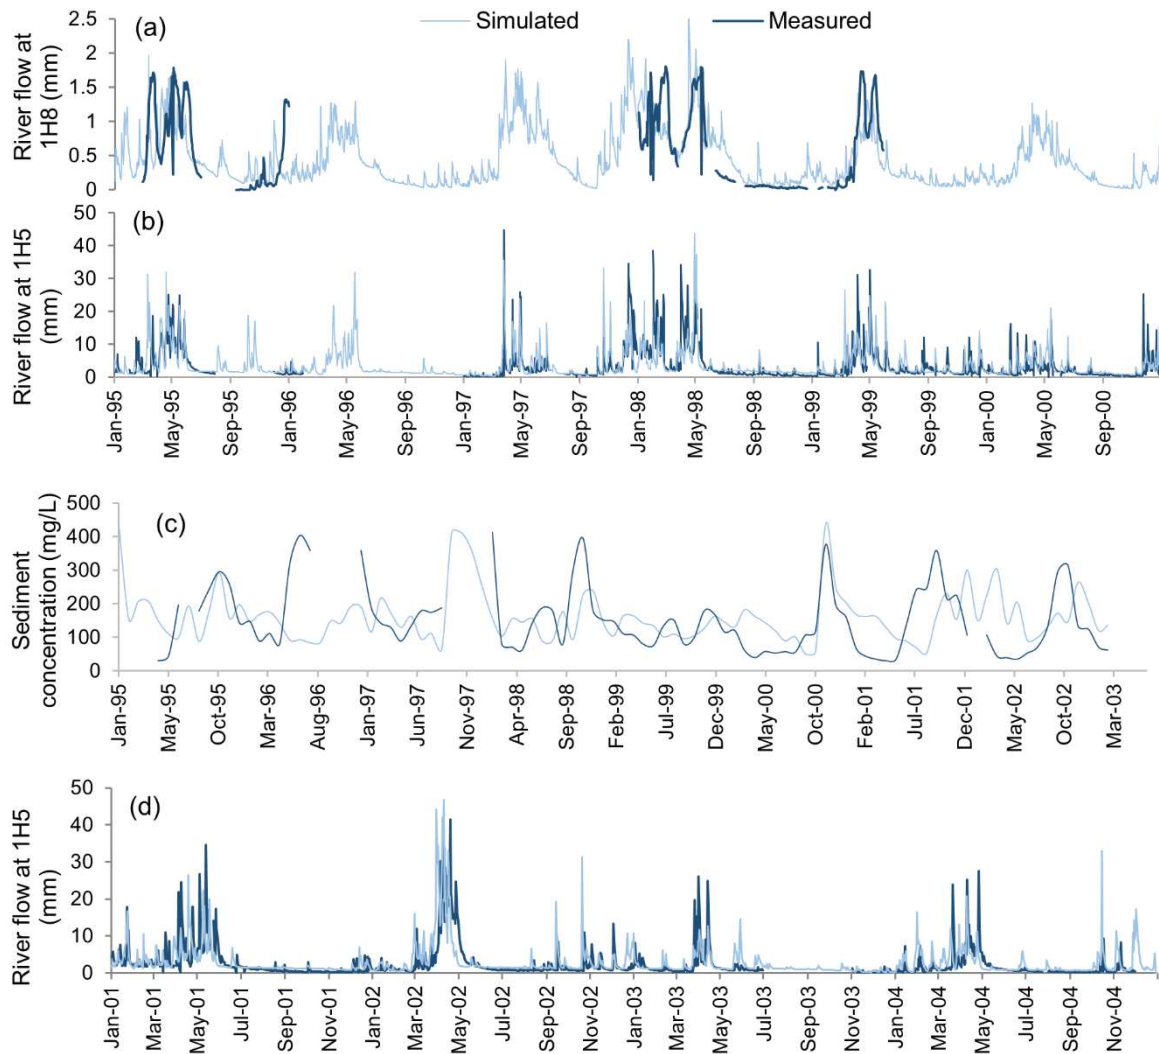 Simulated Measured
(a)
River flow at
1H8 (mm)
2.5
2
1.5
1
0.5
0
(b)
River flow at 1H5
(mm)
50
40
30
20
10
0
Jan-95 May-95 Sep-95 Jan-96 May-96 Sep-96 Jan-97 May-97 Sep-97 Jan-98 May-98 Sep-98 Jan-99 May-99 Sep-99 Jan-00 May-00 Sep-00
(c)
Sediment
concentration (mg/L)
500
400
300
200
100
0
Jan-95 May-95 Oct-95 Mar-96 Aug-96 Jan-97 Jun-97 Nov-97 Apr-98 Sep-98 Feb-99 Jul-99 Dec-99 May-00 Oct-00 Feb-01 Jul-01 Dec-01 May-02 Oct-02 Mar-03
(d)
River flow at 1H5
(mm)
50
40
30
20
10
0
Jan-01 Mar-01 May-01 Jul-01 Sep-01 Nov-01 Jan-02 Mar-02 May-02 Jul-02 Sep-02 Nov-02 Jan-03 Mar-03 May-03 Jul-03 Sep-03 Nov-03 Jan-04 Mar-04 May-04 Jul-04 Sep-04 Nov-04